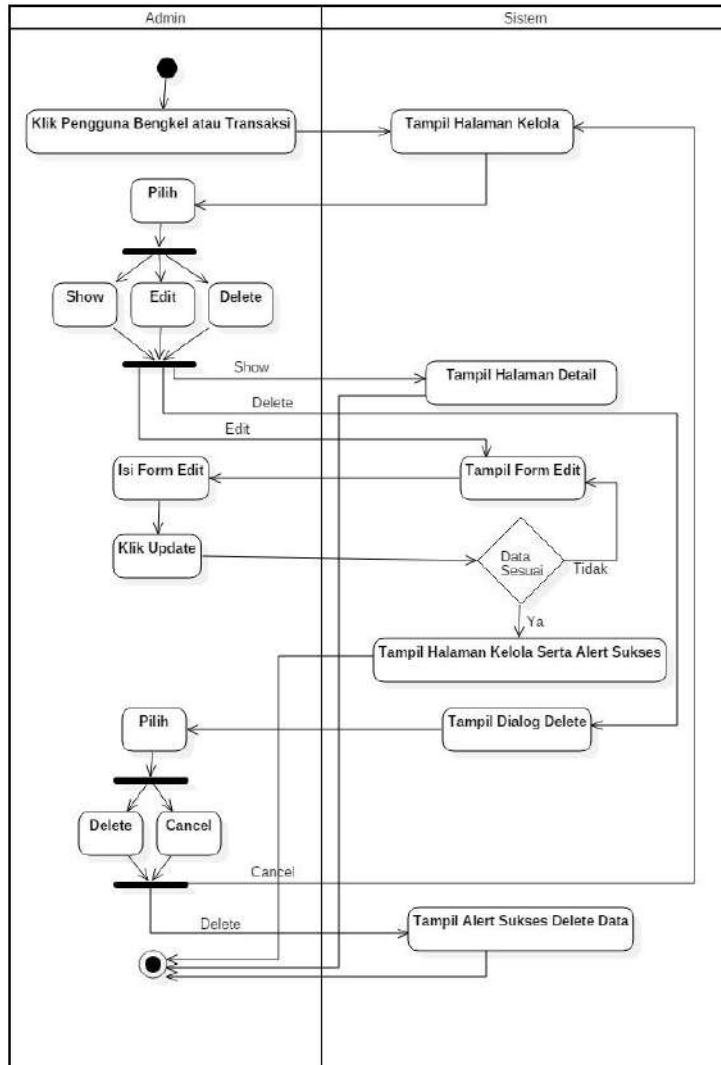 Admin
Sistem
Klik Pengguna Bengkel atau Transaksi
Tampil Halaman Kelola
Pilih
Show
Edit
Delete
Show
Tampil Halaman Detail
Delete
Edit
Isi Form Edit
Tampil Form Edit
Klik Update
Data
Sesuai
Tidak
Ya
Tampil Halaman Kelola Serta Alert Sukses
Pilih
Tampil Dialog Delete
Delete
Cancel
Cancel
Delete
Tampil Alert Sukses Delete Data